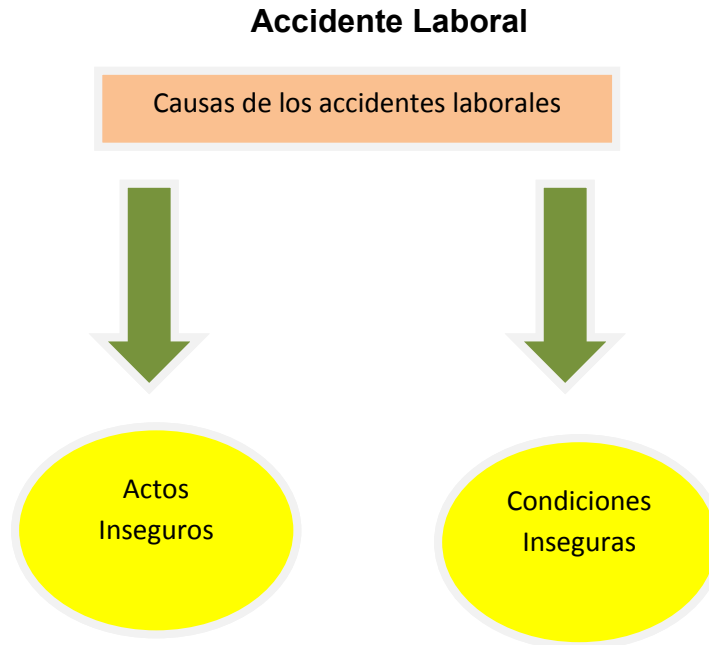 Accidente Laboral
Causas de los accidentes laborales
Actos
Inseguros
Condiciones
Inseguras